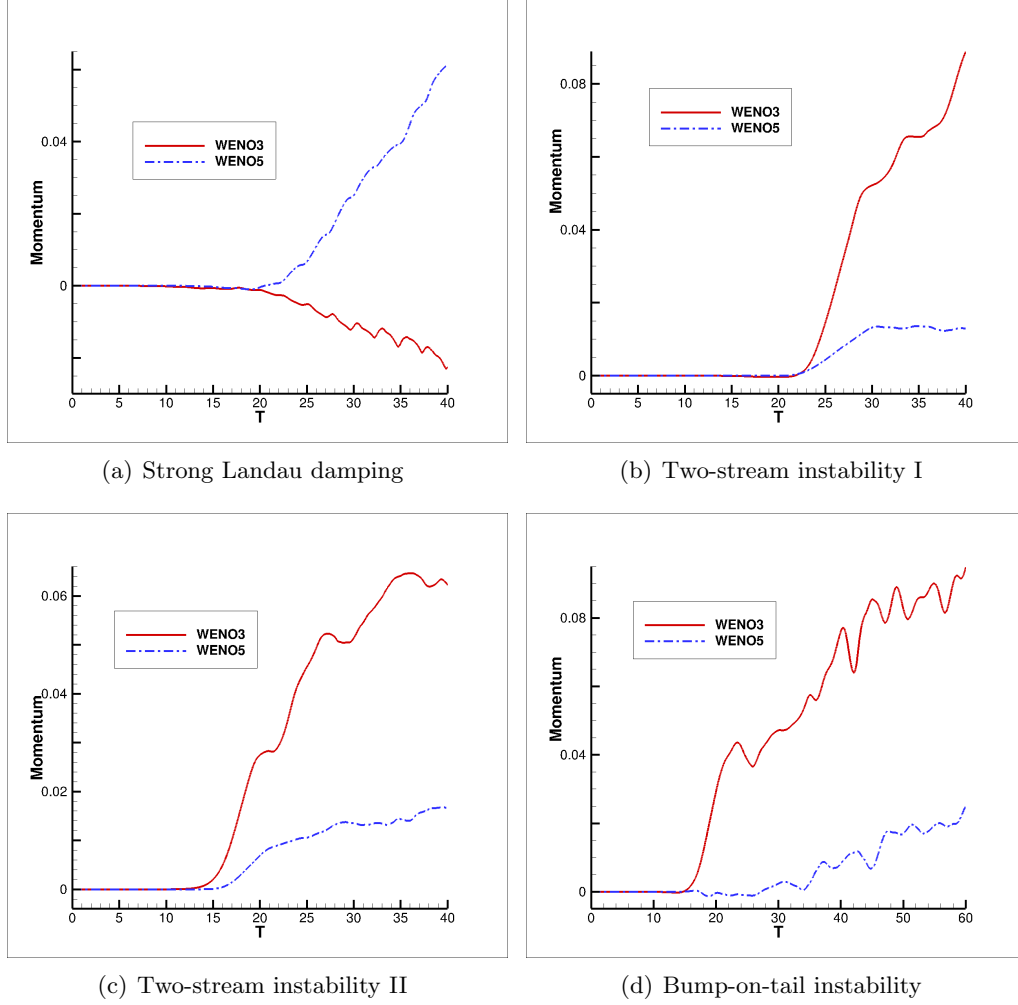 0.04
0
Momentum
WENO3
WENO5
0 5 10 15 20 25 30 35 40
T
(a) Strong Landau damping
0.08
0.04
0
Momentum
WENO3
WENO5
0 5 10 15 20 25 30 35 40
T
(b) Two-stream instability I
0.06
0.04
0.02
0
Momentum
WENO3
WENO5
0 5 10 15 20 25 30 35 40
T
(c) Two-stream instability II
0.08
0.04
0
Momentum
WENO3
WENO5
0 10 20 30 40 50 60
T
(d) Bump-on-tail instability